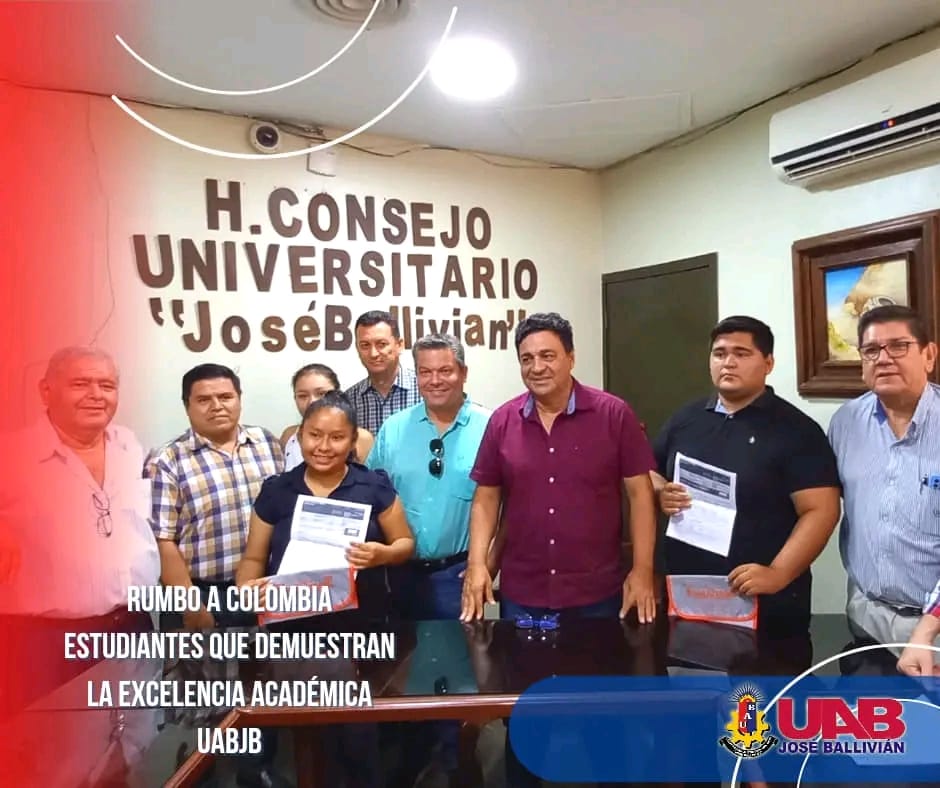 H.CONSEJO
UNIVERSITARIO
"JoséBallivian"
RUMBO A COLOMBIA
ESTUDIANTES QUE DEMUESTRAN
LA EXCELENCIA ACADÉMICA
UABJB
UAB
JOSÉ BALLIVIÁN